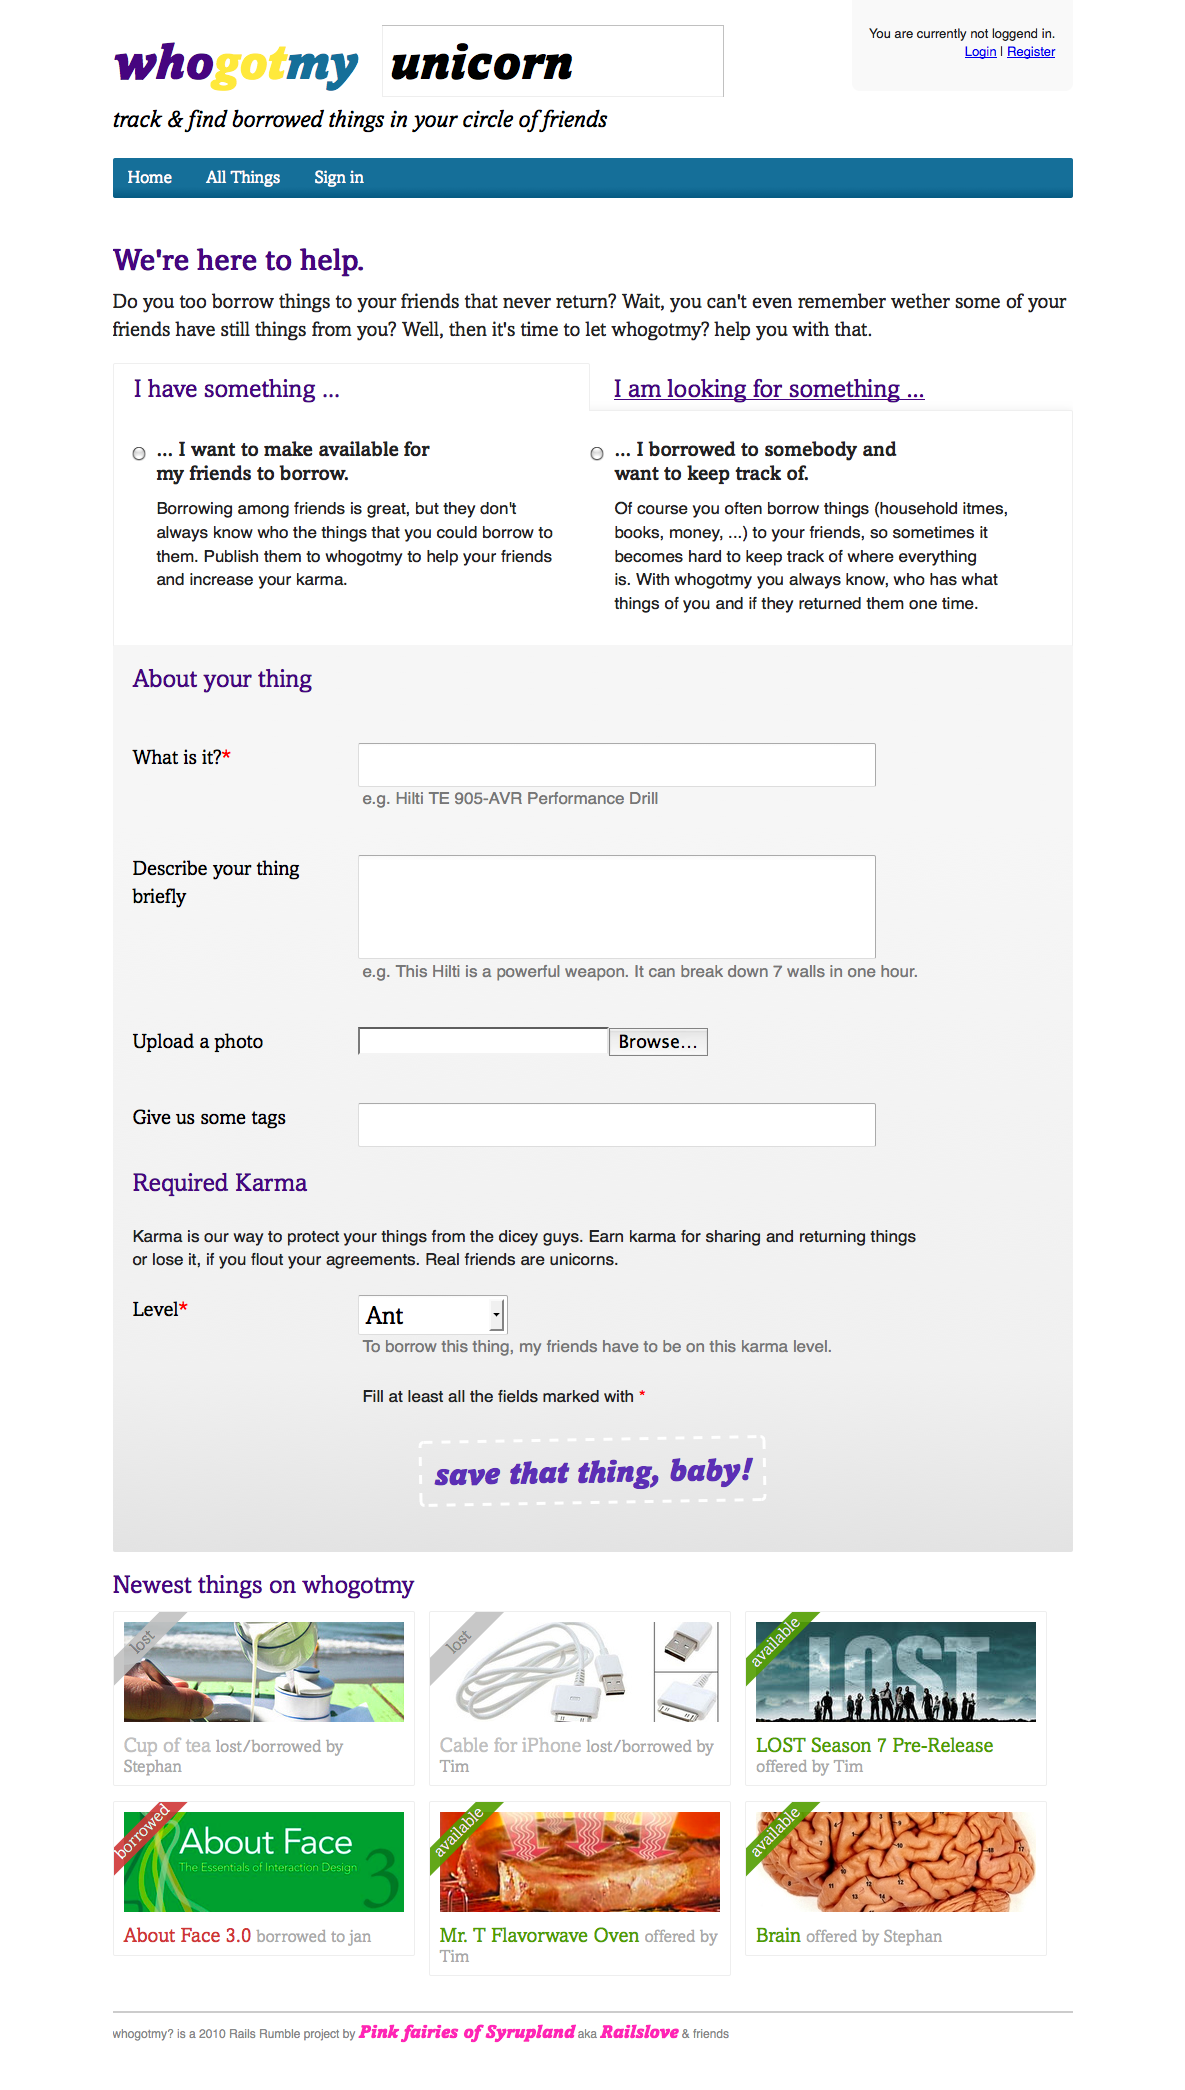 whogotmy unicorn
You are currently not loggend in.
Login | Register
track & find borrowed things in your circle of friends
Home All Things Sign in
We're here to help.
Do you too borrow things to your friends that never return? Wait, you can't even remember wether some of your
friends have still things from you? Well, then it's time to let whogotmy? help you with that.
I have something ...
I am looking for something ...
... I want to make available for
my friends to borrow.
Borrowing among friends is great, but they don't
always know who the things that you could borrow to
them. Publish them to whogotmy to help your friends
and increase your karma.
... I borrowed to somebody and
want to keep track of.
Of course you often borrow things (household itmes,
books, money, ...) to your friends, so sometimes it
becomes hard to keep track of where everything
is. With whogotmy you always know, who has what
things of you and if they returned them one time.
About your thing
What is it?*
e.g. Hilti TE 905-AVR Performance Drill
Describe your thing
briefly
e.g. This Hilti is a powerful weapon. It can break down 7 walls in one hour.
Upload a photo
Browse...
Give us some tags
Required Karma
Karma is our way to protect your things from the dicey guys. Earn karma for sharing and returning things
or lose it, if you flout your agreements. Real friends are unicorns.
Level*
Ant
To borrow this thing, my friends have to be on this karma level.
Fill at least all the fields marked with *
save that thing, baby!
Newest things on whogotmy
lost
Cup of tea lost/borrowed by
Stephan
lost
Cable for iPhone lost/borrowed by
Tim
available
LOST
LOST Season 7 Pre-Release
offered by Tim
borrowed
About Face
The Essentials of Interaction Design
3
About Face 3.0 borrowed to jan
available
Mr. T Flavorwave Oven offered by
Tim
available
Brain offered by Stephan
whogotmy? is a 2010 Rails Rumble project by Pink fairies of Syrupland aka Railslove & friends